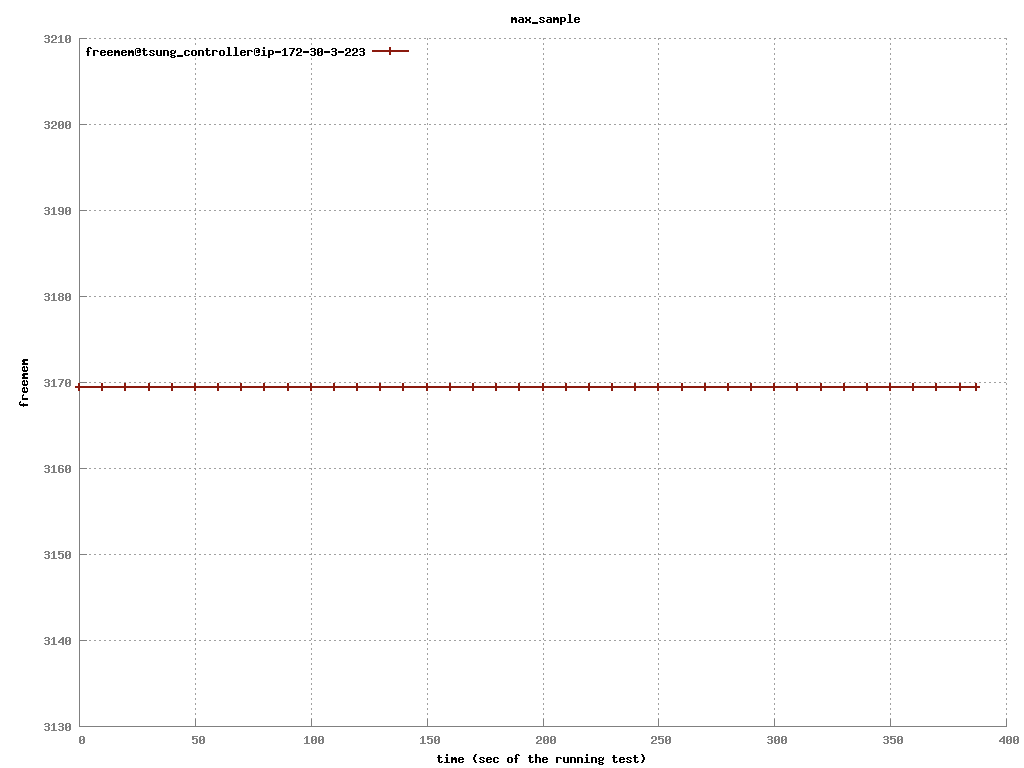 max_sample
3210
freemem@tsung_controller@ip-172-30-3-223
3200
3190
3180
3170
3160
3150
3140
3130
freemem
0 50 100 150 200 250 300 350 400
time (sec of the running test)